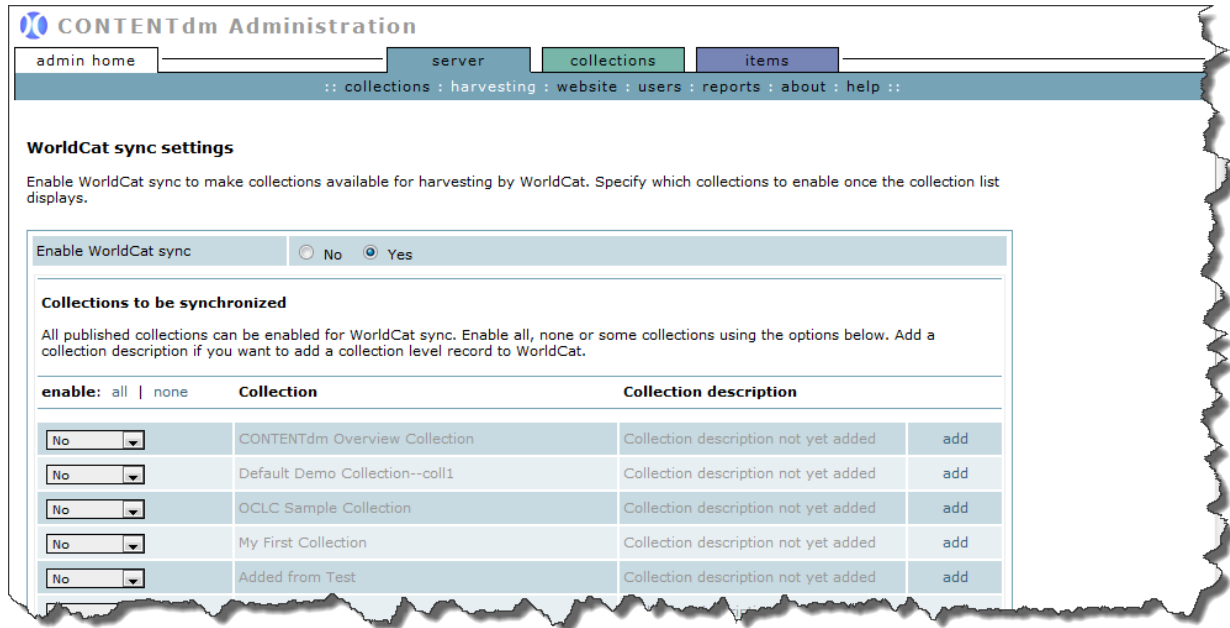 CONTENTdm Administration
admin home server collections items
:: collections : harvesting : website : users : reports : about : help ::
WorldCat sync settings
Enable WorldCat sync to make collections available for harvesting by WorldCat. Specify which collections to enable once the collection list
displays.
Enable WorldCat sync No Yes
Collections to be synchronized
All published collections can be enabled for WorldCat sync. Enable all, none or some collections using the options below. Add a
collection description if you want to add a collection level record to WorldCat.
enable: all | none Collection Collection description
No CONTENTdm Overview Collection Collection description not yet added add
No Default Demo Collection--coll1 Collection description not yet added add
No OCLC Sample Collection Collection description not yet added add
No My First Collection Collection description not yet added add
No Added from Test Collection description not yet added add